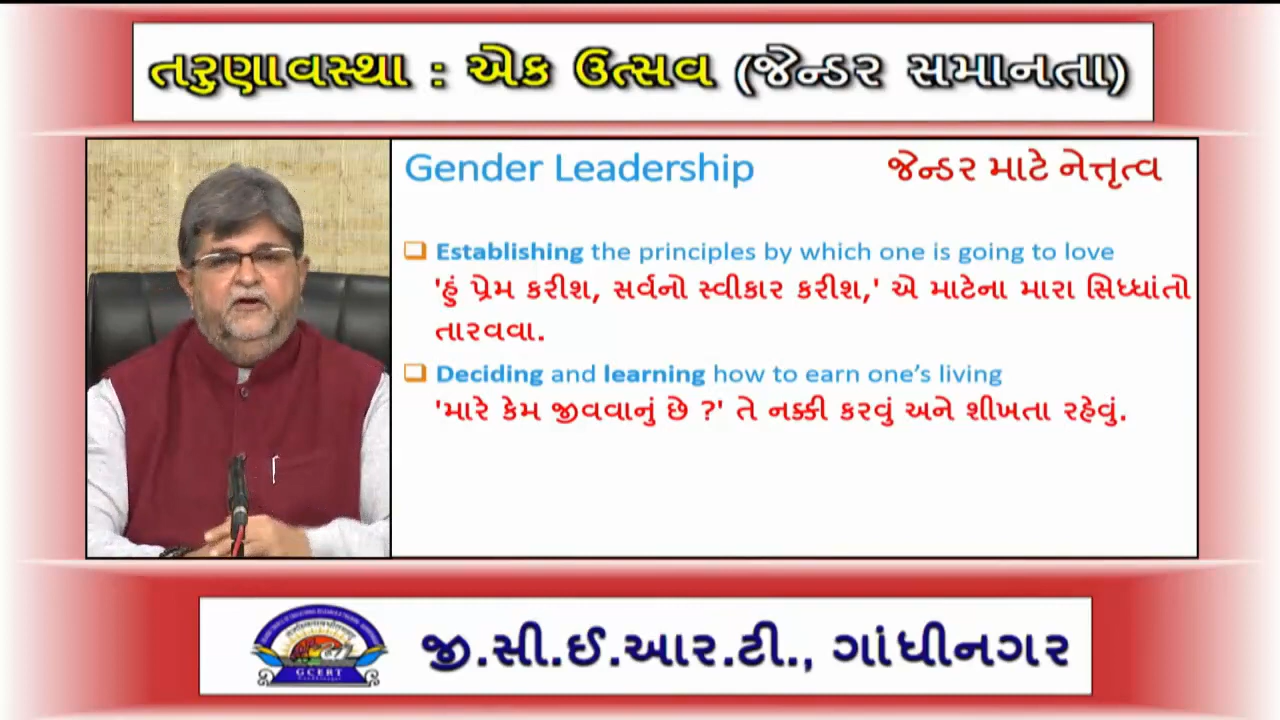 તરુણાવસ્થા : એક ઉત્સવ (જેન્ડર સમાનતા)
Gender Leadership જેન્ડર માટે નેત્તૃત્વ
Establishing the principles by which one is going to love
'હું પ્રેમ કરીશ, સર્વનો સ્વીકાર કરીશ,' એ માટેના મારા સિધ્ધાંતો
તારવવા.
Deciding and learning how to earn one's living
'મારે કેમ જીવવાનું છે ?' તે નક્કી કરવું અને શીખતા રહેવું.
GCERT
જી.સી.ઈ.આર.ટી., ગાંધીનગર